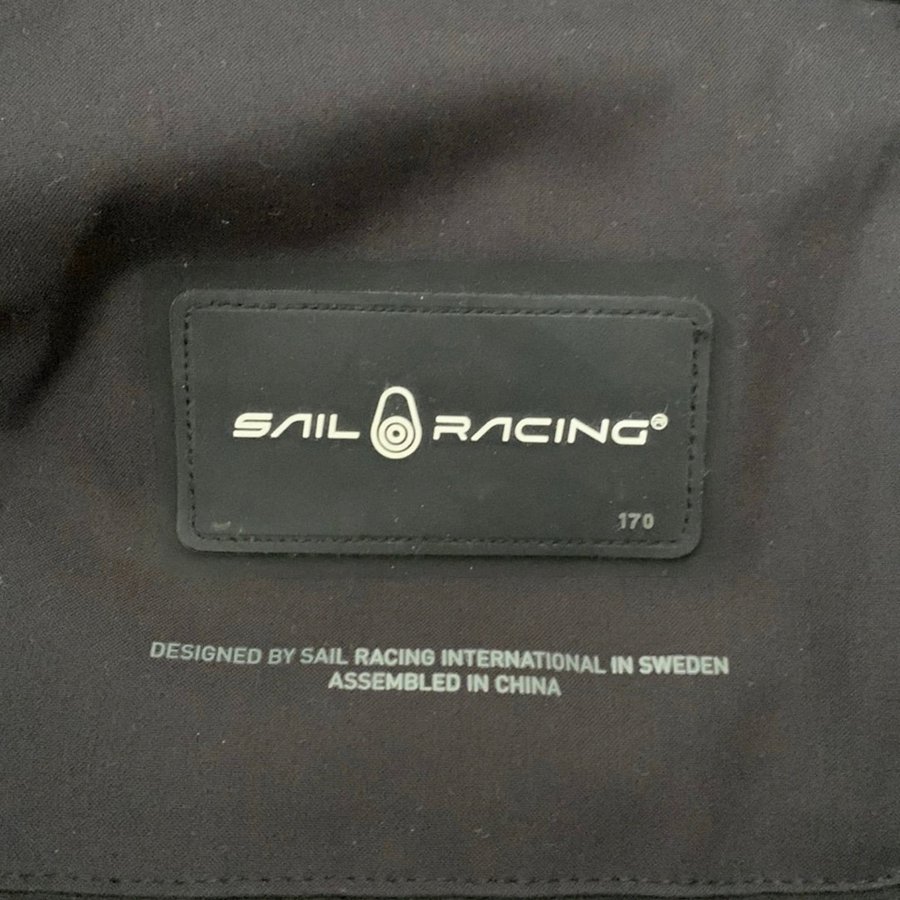 SAIL RACING®
170
DESIGNED BY SAIL RACING INTERNATIONAL IN SWEDEN
ASSEMBLED IN CHINA